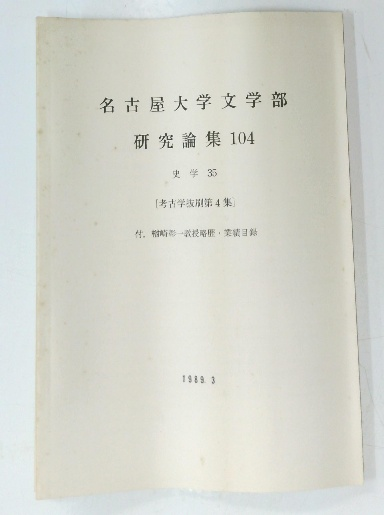 名古屋大学文学部
研究論集 104
史学 35
「考古学抜刷第4集」
付. 楢崎彰一教授略歴・業績目録
1989. 3